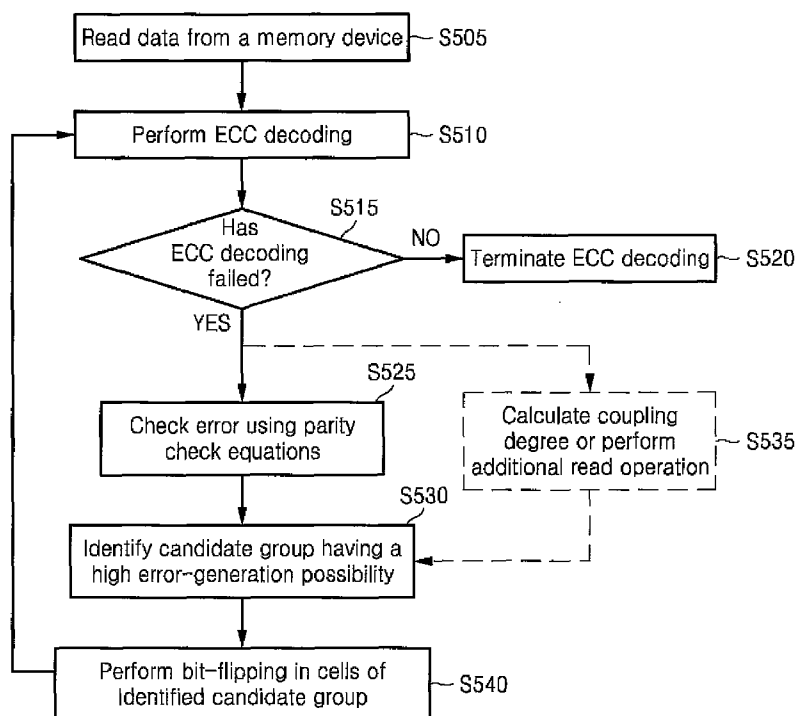 Read data from a memory device
S505
Perform ECC decoding
S510
S515
Has
ECC decoding
failed?
NO
Terminate ECC decoding
S520
YES
S525
Check error using parity
check equations
Calculate coupling
degree or perform
additional read operation
S535
S530
Identify candidate group having a
high error-generation possibility
Perform bit-flipping in cells of
identified candidate group
S540